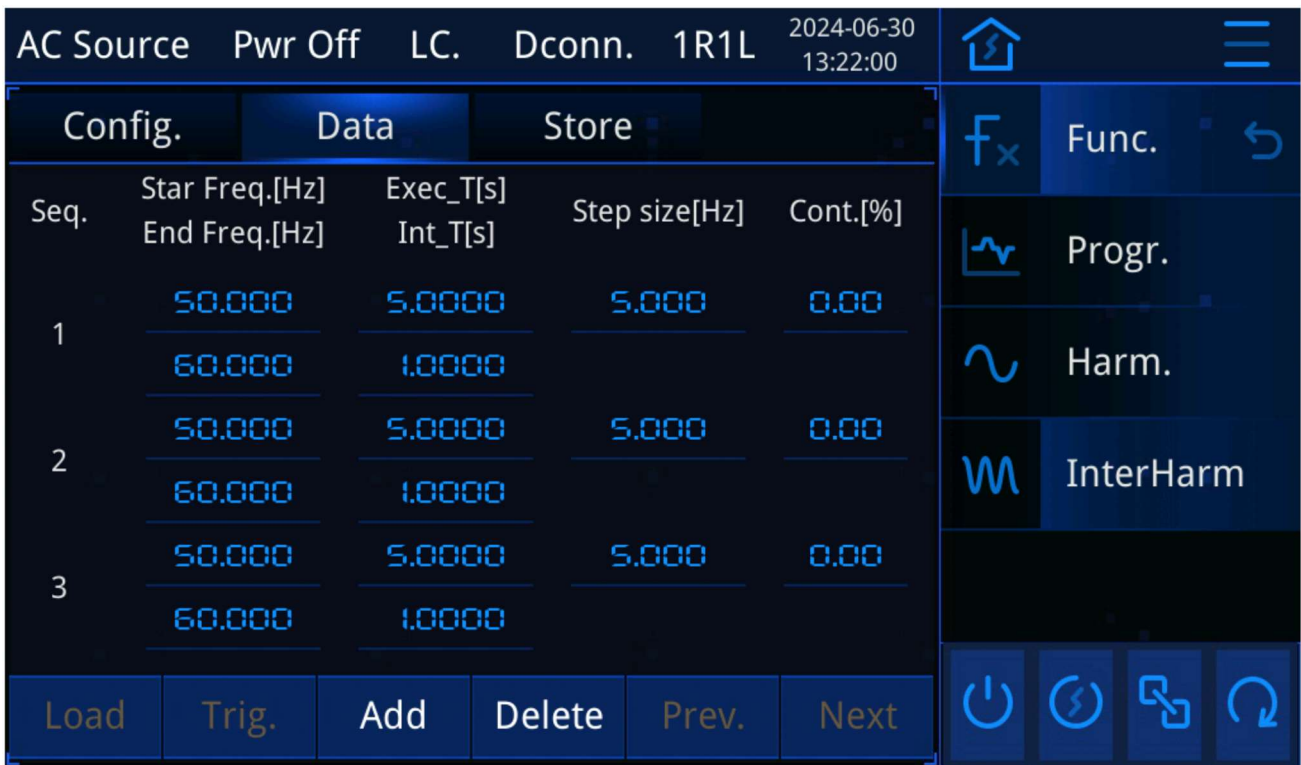 AC Source Pwr Off LC. Dconn. 1R1L 2024-06-30
13:22:00
Config. Data Store
Seq. Star Freq.[Hz] Exec_T[s] Step size[Hz] Cont.[%]
End Freq.[Hz] Int_T[s]
1 50.000 5.0000 5.000 0.00
60.000 1.0000
2 50.000 5.0000 5.000 0.00
60.000 1.0000
3 50.000 5.0000 5.000 0.00
60.000 1.0000
Load Trig. Add Delete Prev. Next
fx Func.
Progr.
Harm.
InterHarm